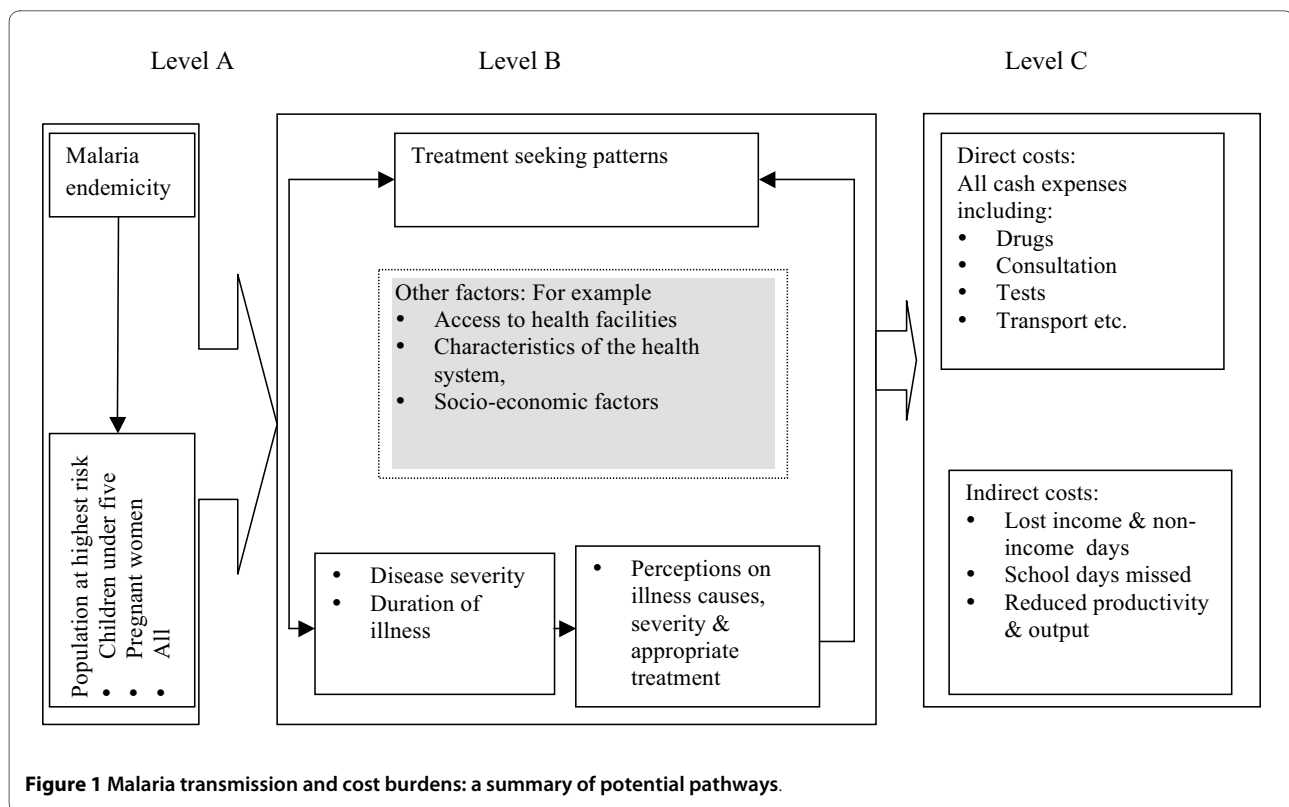 Level A
Level B
Level C
Malaria
endemicity
Population at highest risk
• Children under five
• Pregnant women
• All
Treatment seeking patterns
Other factors: For example
• Access to health facilities
• Characteristics of the health
system,
• Socio-economic factors
• Disease severity
• Duration of
illness
• Perceptions on
illness causes,
severity &
appropriate
treatment
Direct costs:
All cash expenses
including:
• Drugs
• Consultation
• Tests
• Transport etc.
Indirect costs:
• Lost income & non-
income days
• School days missed
• Reduced productivity
& output
Figure 1 Malaria transmission and cost burdens: a summary of potential pathways.